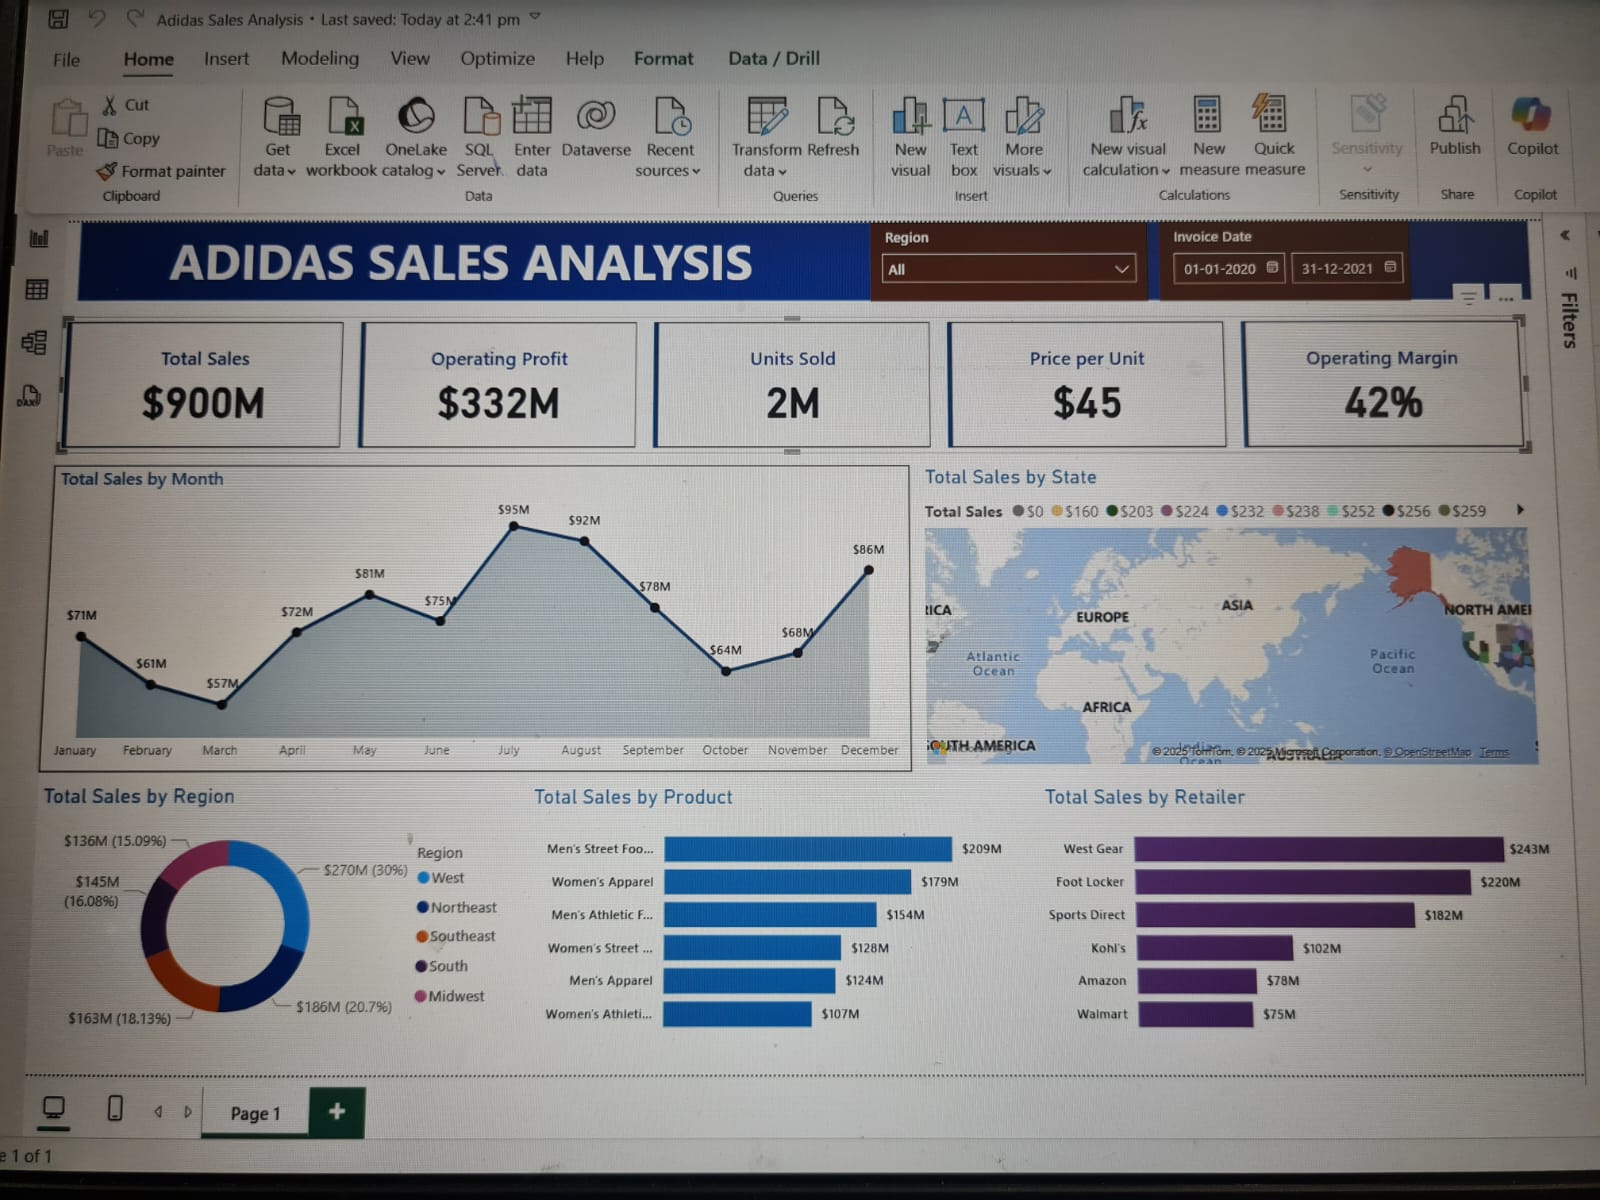 Adidas Sales Analysis • Last saved: Today at 2:41 pm
File Home Insert Modeling View Optimize Help Format Data / Drill
Paste
Cut
Copy
Format painter
Clipboard
Get data
Excel workbook
OneLake catalog
SQL Server
Enter data
Dataverse
Recent sources
Data
Transform data
Refresh
Queries
New visual
Text box
More visuals
Insert
New visual calculation
New measure
Quick measure
Calculations
Sensitivity
Sensitivity
Publish
Share
Copilot
Copilot
DAX
ADIDAS SALES ANALYSIS
Region
All
Invoice Date
01-01-2020 31-12-2021
Filters
Total Sales
$900M
Operating Profit
$332M
Units Sold
2M
Price per Unit
$45
Operating Margin
42%
Total Sales by Month
$71M
$61M
$57M
$72M
$81M
$75M
$95M
$92M
$78M
$64M
$68M
$86M
January February March April May June July August September October November December
Total Sales by State
Total Sales $0 $160 $203 $224 $232 $238 $252 $256 $259
RICA
EUROPE
ASIA
NORTH AMEI
Atlantic
Ocean
Pacific
Ocean
AFRICA
SOUTH AMERICA
Indian
Ocean
AUSTRALIA
© 2025 TomTom, © 2025 Microsoft Corporation, © OpenStreetMap Terms
Total Sales by Region
$136M (15.09%)
$145M
(16.08%)
$163M (18.13%)
$270M (30%)
$186M (20.7%)
Region
West
Northeast
Southeast
South
Midwest
Total Sales by Product
Men's Street Foo... $209M
Women's Apparel $179M
Men's Athletic F... $154M
Women's Street ... $128M
Men's Apparel $124M
Women's Athleti... $107M
Total Sales by Retailer
West Gear $243M
Foot Locker $220M
Sports Direct $182M
Kohl's $102M
Amazon $78M
Walmart $75M
Page 1
+
e 1 of 1